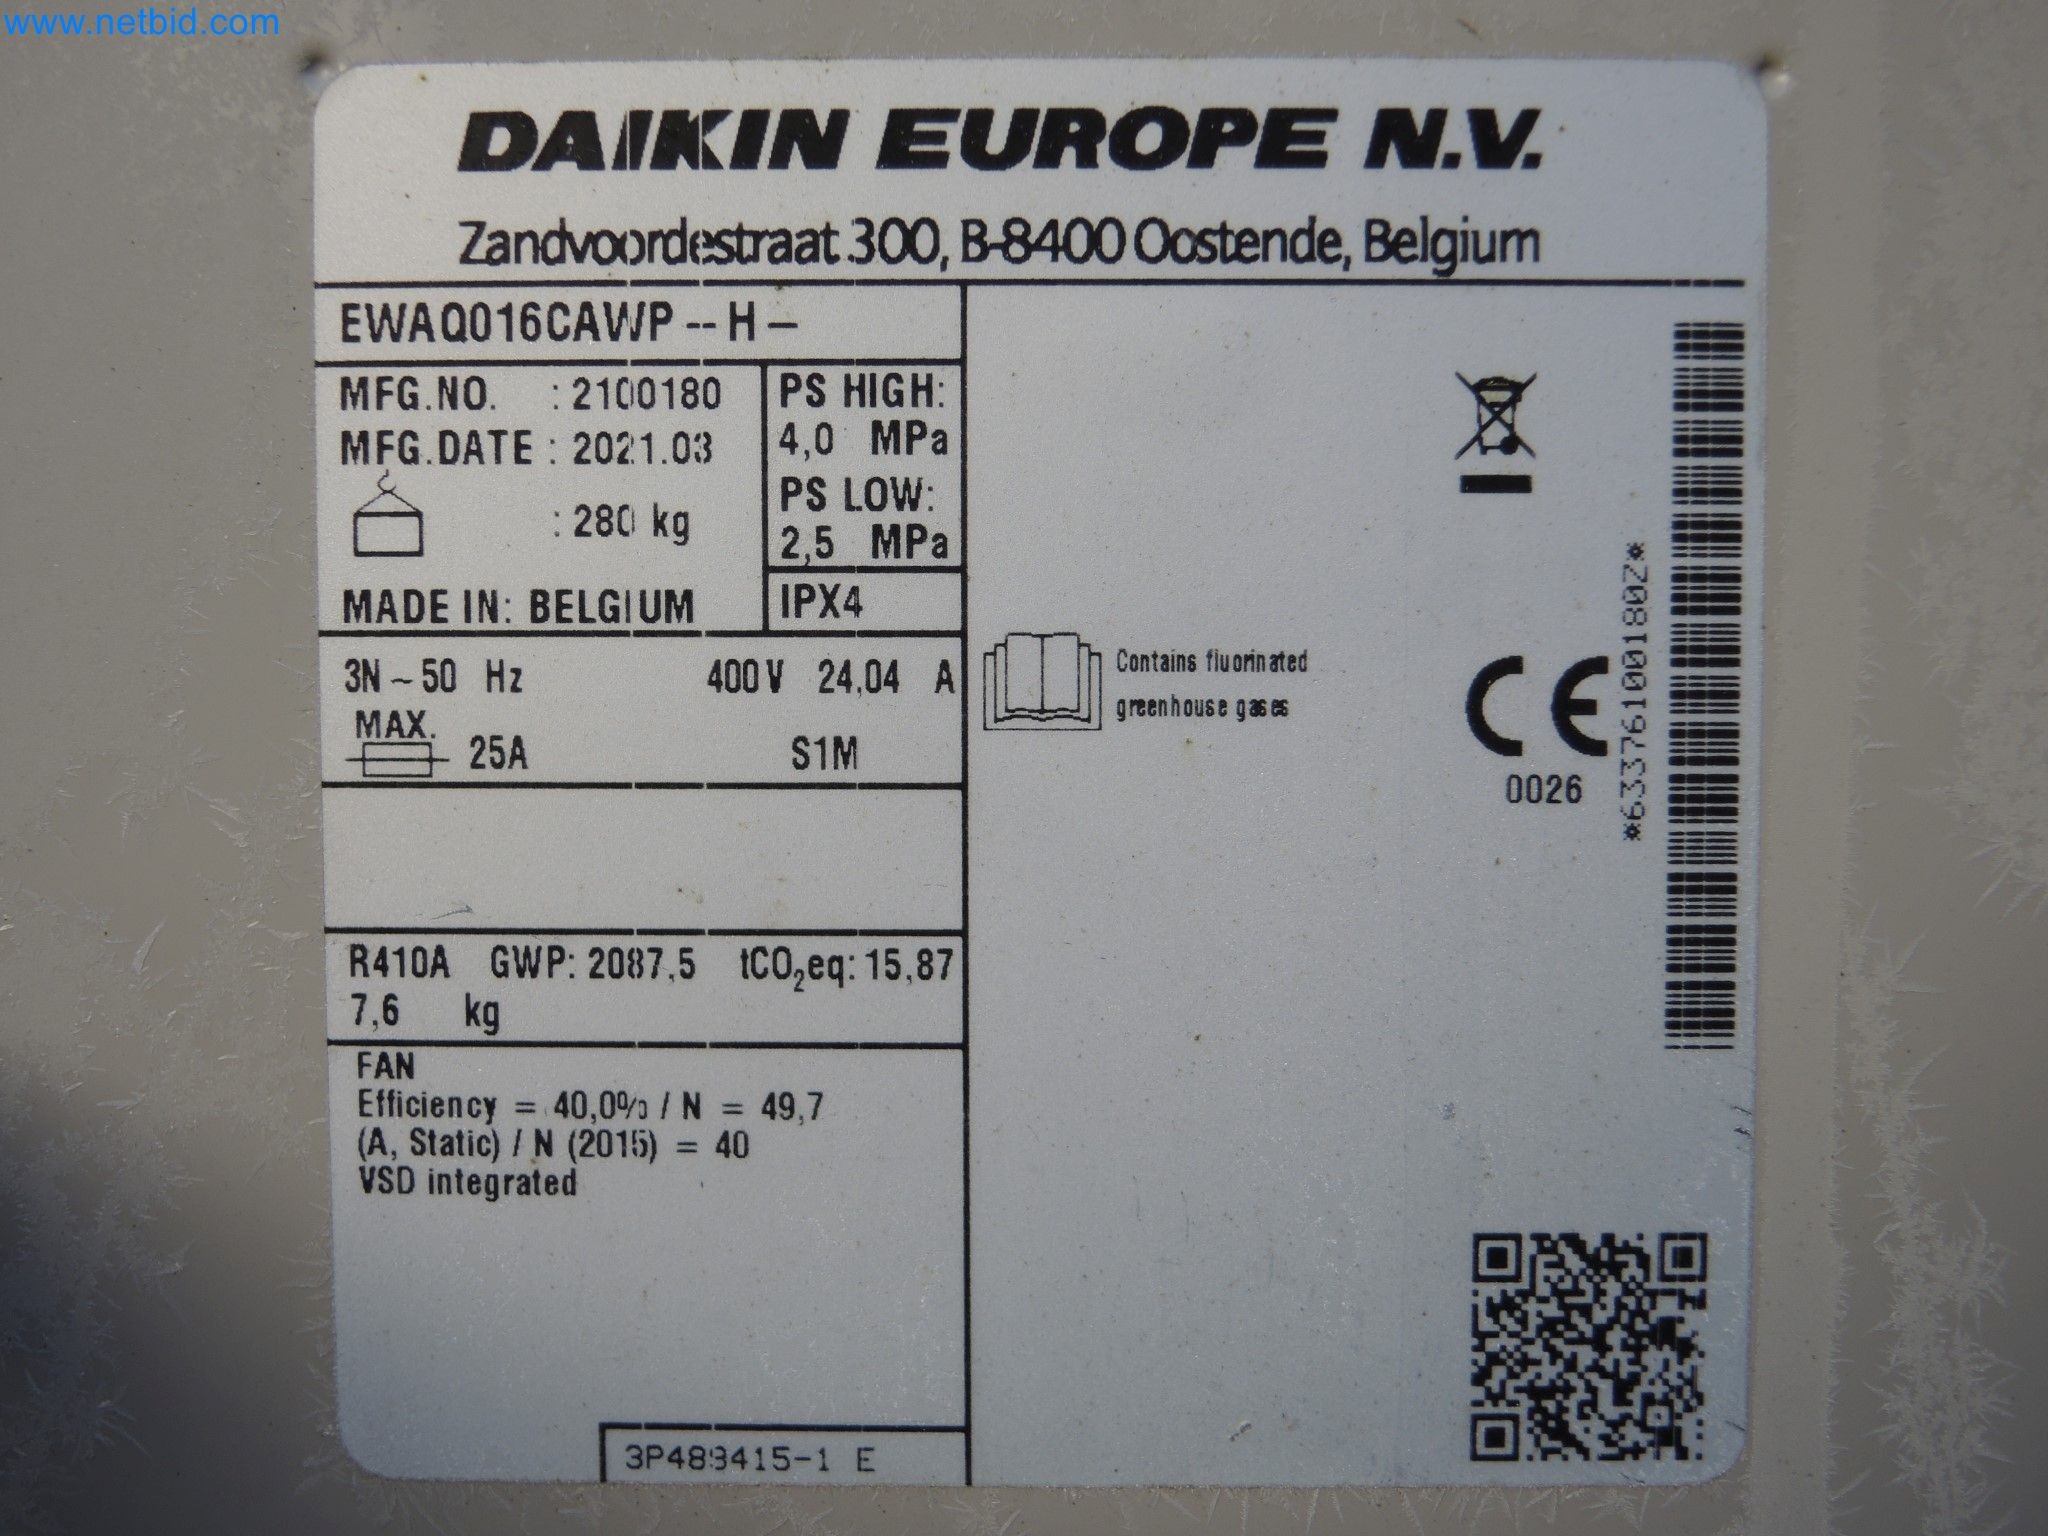 www.netbid.com
DAIKIN EUROPE N.V.
Zandvoordestraat 300, B-8400 Oostende, Belgium
EWAQ016CAWP -- H –
MFG.NO. : 2100180
MFG.DATE : 2021.03
: 280 kg
MADE IN: BELGIUM
PS HIGH:
4,0 MPa
PS LOW:
2,5 MPa
IPX4
3N ~ 50 Hz 400 V 24,04 A
MAX.
25A S1M
R410A GWP: 2087,5 tCO₂eq: 15,87
7,6 kg
FAN
Efficiency = 40,0% / N = 49,7
(A, Static) / N (2015) = 40
VSD integrated
Contains fluorinated
greenhouse gases
CE
0026
*633761000180Z*